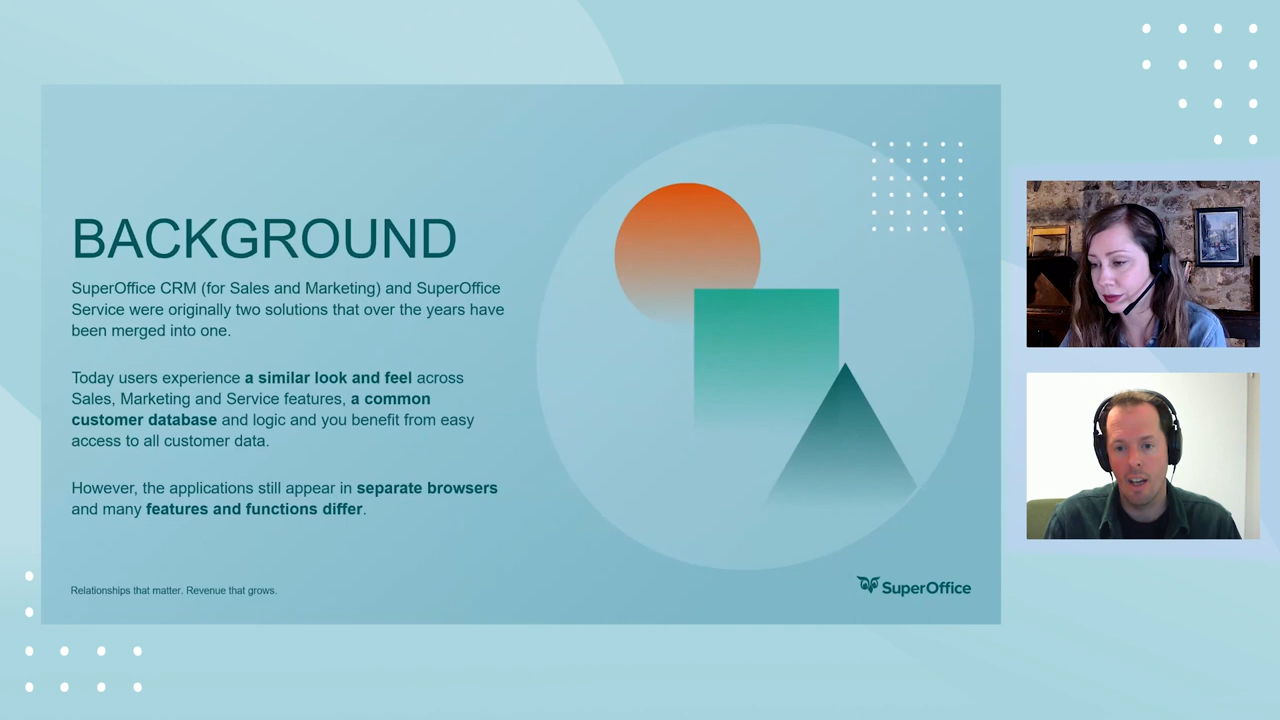 BACKGROUND
SuperOffice CRM (for Sales and Marketing) and SuperOffice
Service were originally two solutions that over the years have
been merged into one.
Today users experience a similar look and feel across
Sales, Marketing and Service features, a common
customer database and logic and you benefit from easy
access to all customer data.
However, the applications still appear in separate browsers
and many features and functions differ.
Relationships that matter. Revenue that grows.
SuperOffice